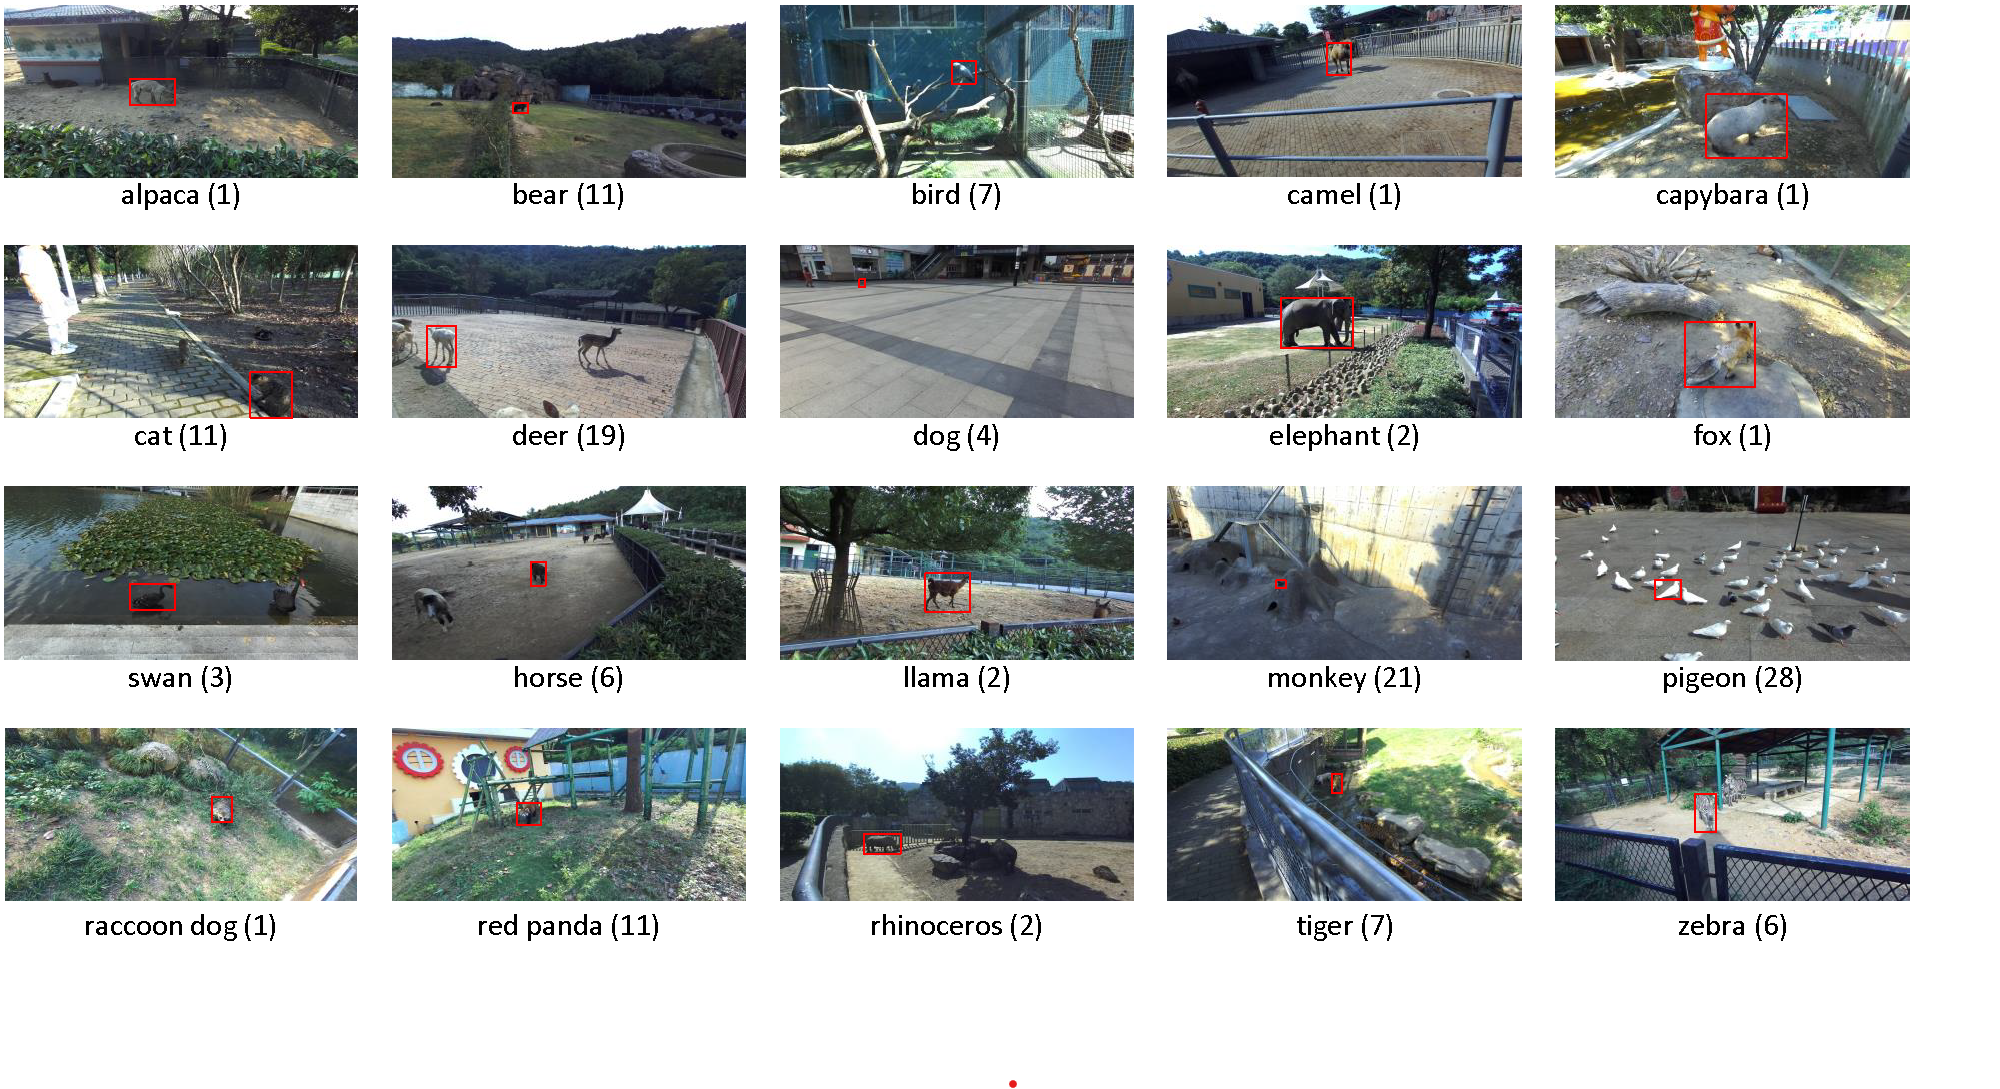 alpaca (1)
bear (11)
bird (7)
camel (1)
capybara (1)
cat (11)
deer (19)
dog (4)
elephant (2)
fox (1)
swan (3)
horse (6)
llama (2)
monkey (21)
pigeon (28)
raccoon dog (1)
red panda (11)
rhinoceros (2)
tiger (7)
zebra (6)